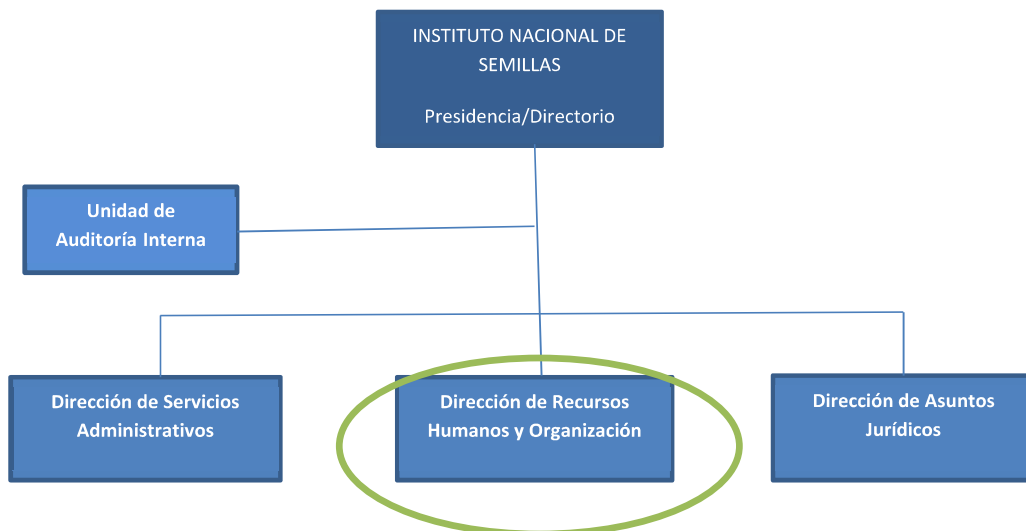 INSTITUTO NACIONAL DE
SEMILLAS
Presidencia/Directorio
Unidad de
Auditoría Interna
Dirección de Servicios
Administrativos
Dirección de Recursos
Humanos y Organización
Dirección de Asuntos
Jurídicos